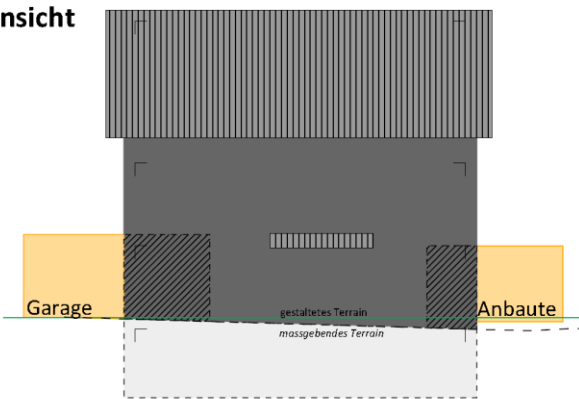 nsicht
Garage
gestaltetes Terrain
Anbaute
massgebendes Terrain